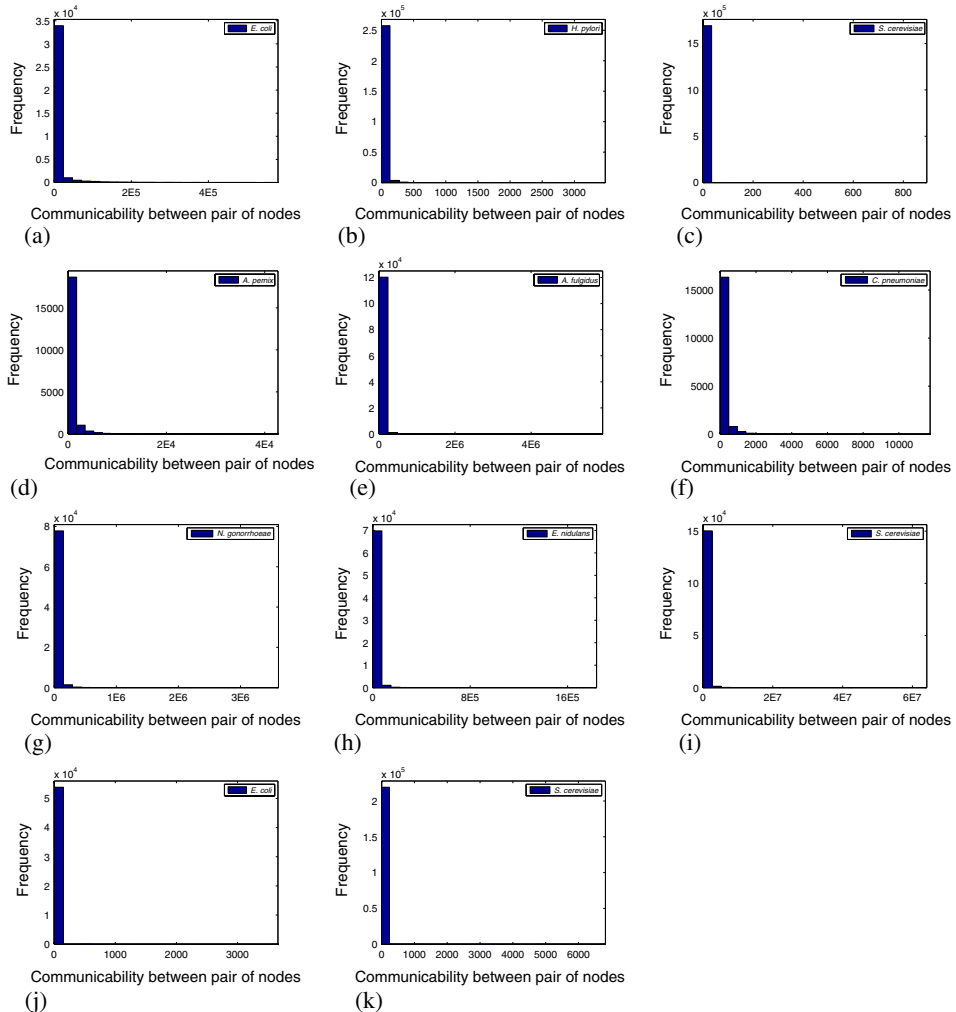 x 10^4
E. coli
3.5
3
2.5
2
1.5
1
0.5
0
Frequency
0 2E5 4E5
Communicability between pair of nodes
(a)
x 10^5
H. pylori
2.5
2
1.5
1
0.5
0
Frequency
0 500 1000 1500 2000 2500 3000
Communicability between pair of nodes
(b)
x 10^5
S. cerevisiae
15
10
5
0
Frequency
0 200 400 600 800
Communicability between pair of nodes
(c)
A. pernix
15000
10000
5000
0
Frequency
0 2E4 4E4
Communicability between pair of nodes
(d)
x 10^4
A. fulgidus
12
10
8
6
4
2
0
Frequency
0 2E6 4E6
Communicability between pair of nodes
(e)
C. pneumoniae
15000
10000
5000
0
Frequency
0 2000 4000 6000 8000 10000
Communicability between pair of nodes
(f)
x 10^4
N. gonorrhoeae
8
6
4
2
0
Frequency
0 1E6 2E6 3E6
Communicability between pair of nodes
(g)
x 10^4
E. nidulans
7
6
5
4
3
2
1
0
Frequency
0 8E5 16E5
Communicability between pair of nodes
(h)
x 10^4
S. cerevisiae
15
10
5
0
Frequency
0 2E7 4E7 6E7
Communicability between pair of nodes
(i)
x 10^4
E. coli
5
4
3
2
1
0
Frequency
0 1000 2000 3000
Communicability between pair of nodes
(j)
x 10^5
S. cerevisiae
2
1.5
1
0.5
0
Frequency
0 1000 2000 3000 4000 5000 6000
Communicability between pair of nodes
(k)